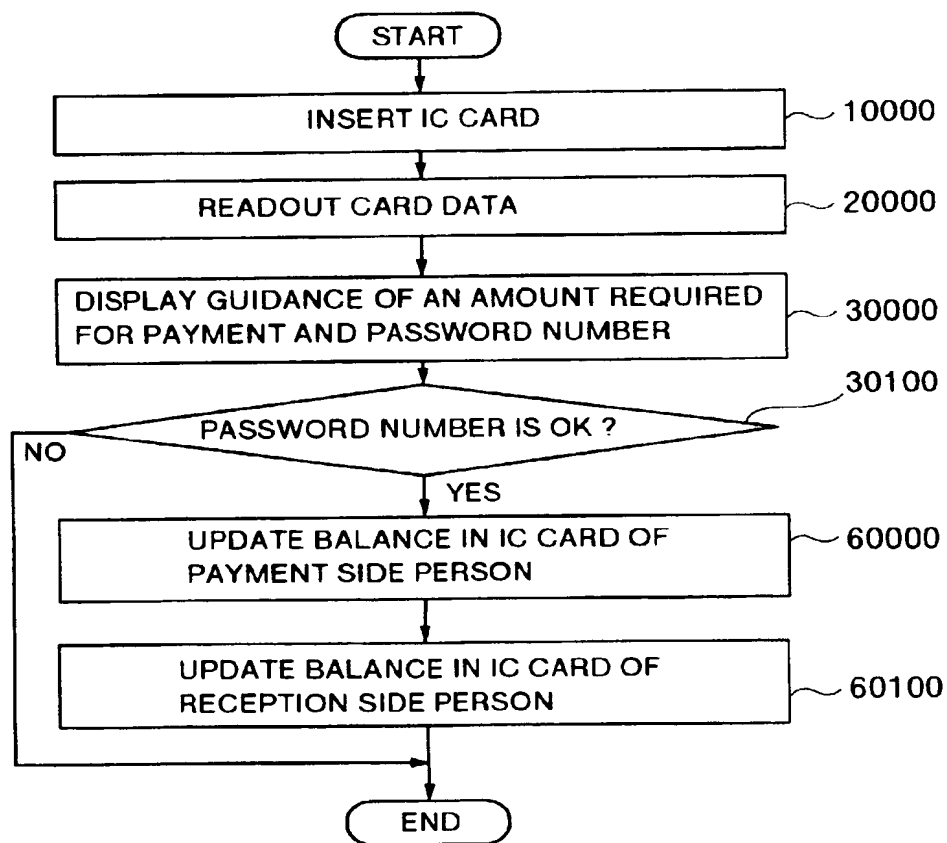 START
INSERT IC CARD
10000
READOUT CARD DATA
20000
DISPLAY GUIDANCE OF AN AMOUNT REQUIRED
FOR PAYMENT AND PASSWORD NUMBER
30000
30100
PASSWORD NUMBER IS OK ?
NO
YES
UPDATE BALANCE IN IC CARD OF
PAYMENT SIDE PERSON
60000
UPDATE BALANCE IN IC CARD OF
RECEPTION SIDE PERSON
60100
END